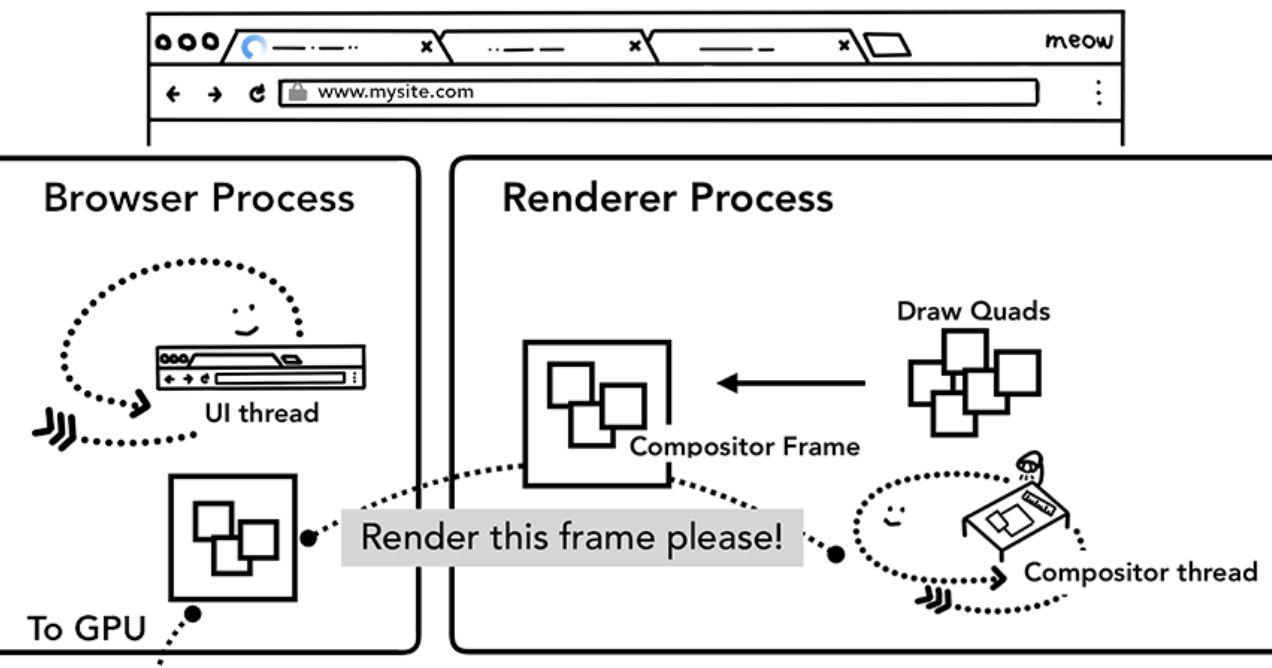 meow
www.mysite.com
Browser Process
Renderer Process
Draw Quads
UI thread
Compositor Frame
Render this frame please!
Compositor thread
To GPU